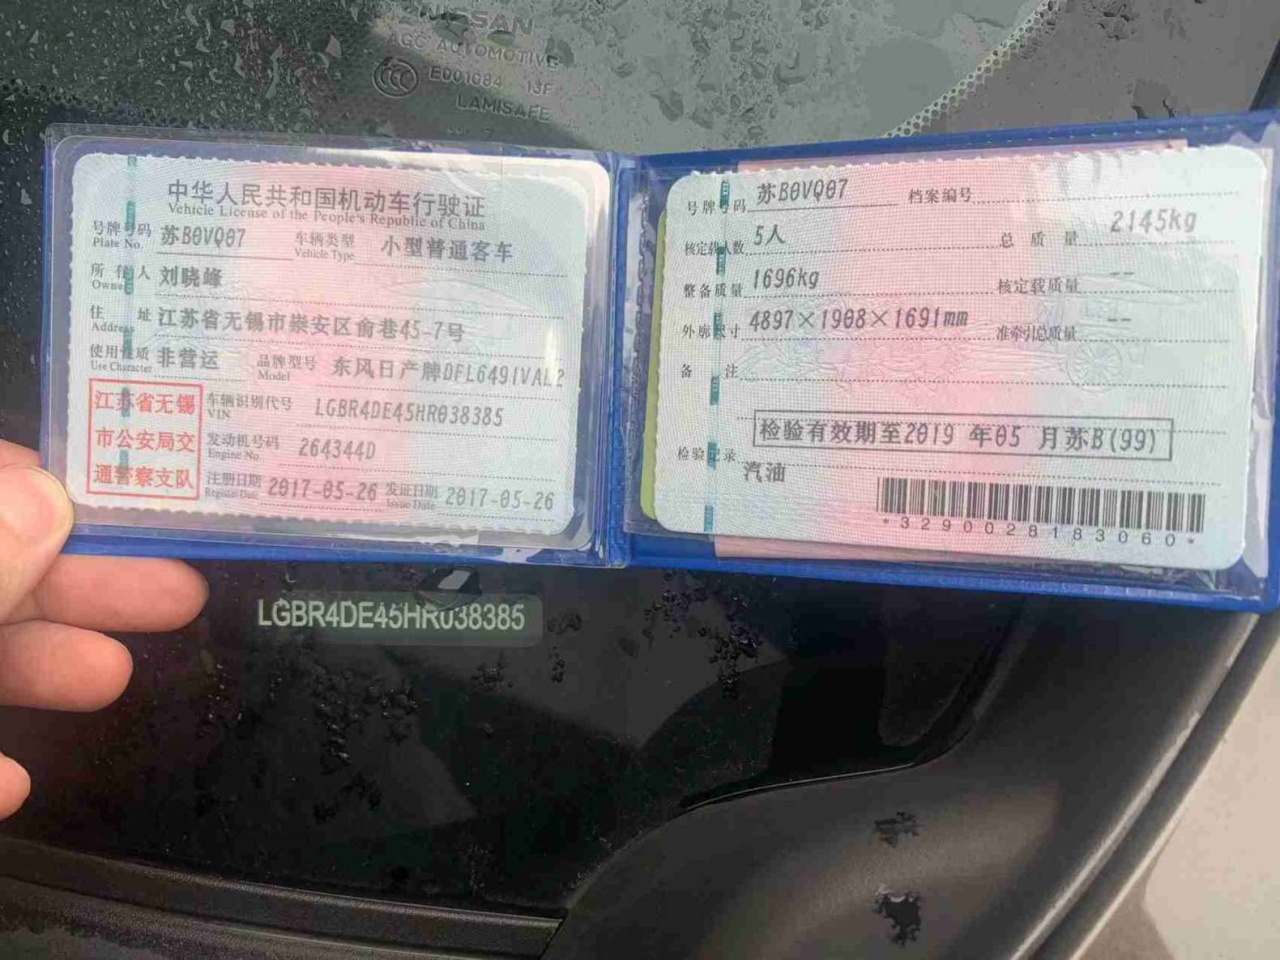 NISSAN
AGC AUTOMOTIVE
CCC E001084 13F
LAMISAFE
中华人民共和国机动车行驶证
Vehicle License of the People's Republic of China
号牌号码 苏B0VQ07 车辆类型 小型普通客车
Plate No. Vehicle Type
所有人 刘晓峰
Owner
住址 江苏省无锡市崇安区俞巷45-7号
Address
使用性质 非营运 品牌型号 东风日产牌DFL6491VAL2
Use Character Model
江苏省无锡
市公安局交
通警察支队
车辆识别代号 LGBR4DE45HR038385
VIN
发动机号码 264344D
Engine No.
注册日期 2017-05-26 发证日期 2017-05-26
Register Date Issue Date
号牌号码 苏B0VQ07 档案编号
核定载人数 5人 总质量 2145kg
整备质量 1696kg 核定载质量 --
外廓尺寸 4897×1908×1691mm 准牵引总质量 --
备注
检验有效期至2019年05月苏B(99)
检验记录
汽油
*3290028183060*
LGBR4DE45HR038385